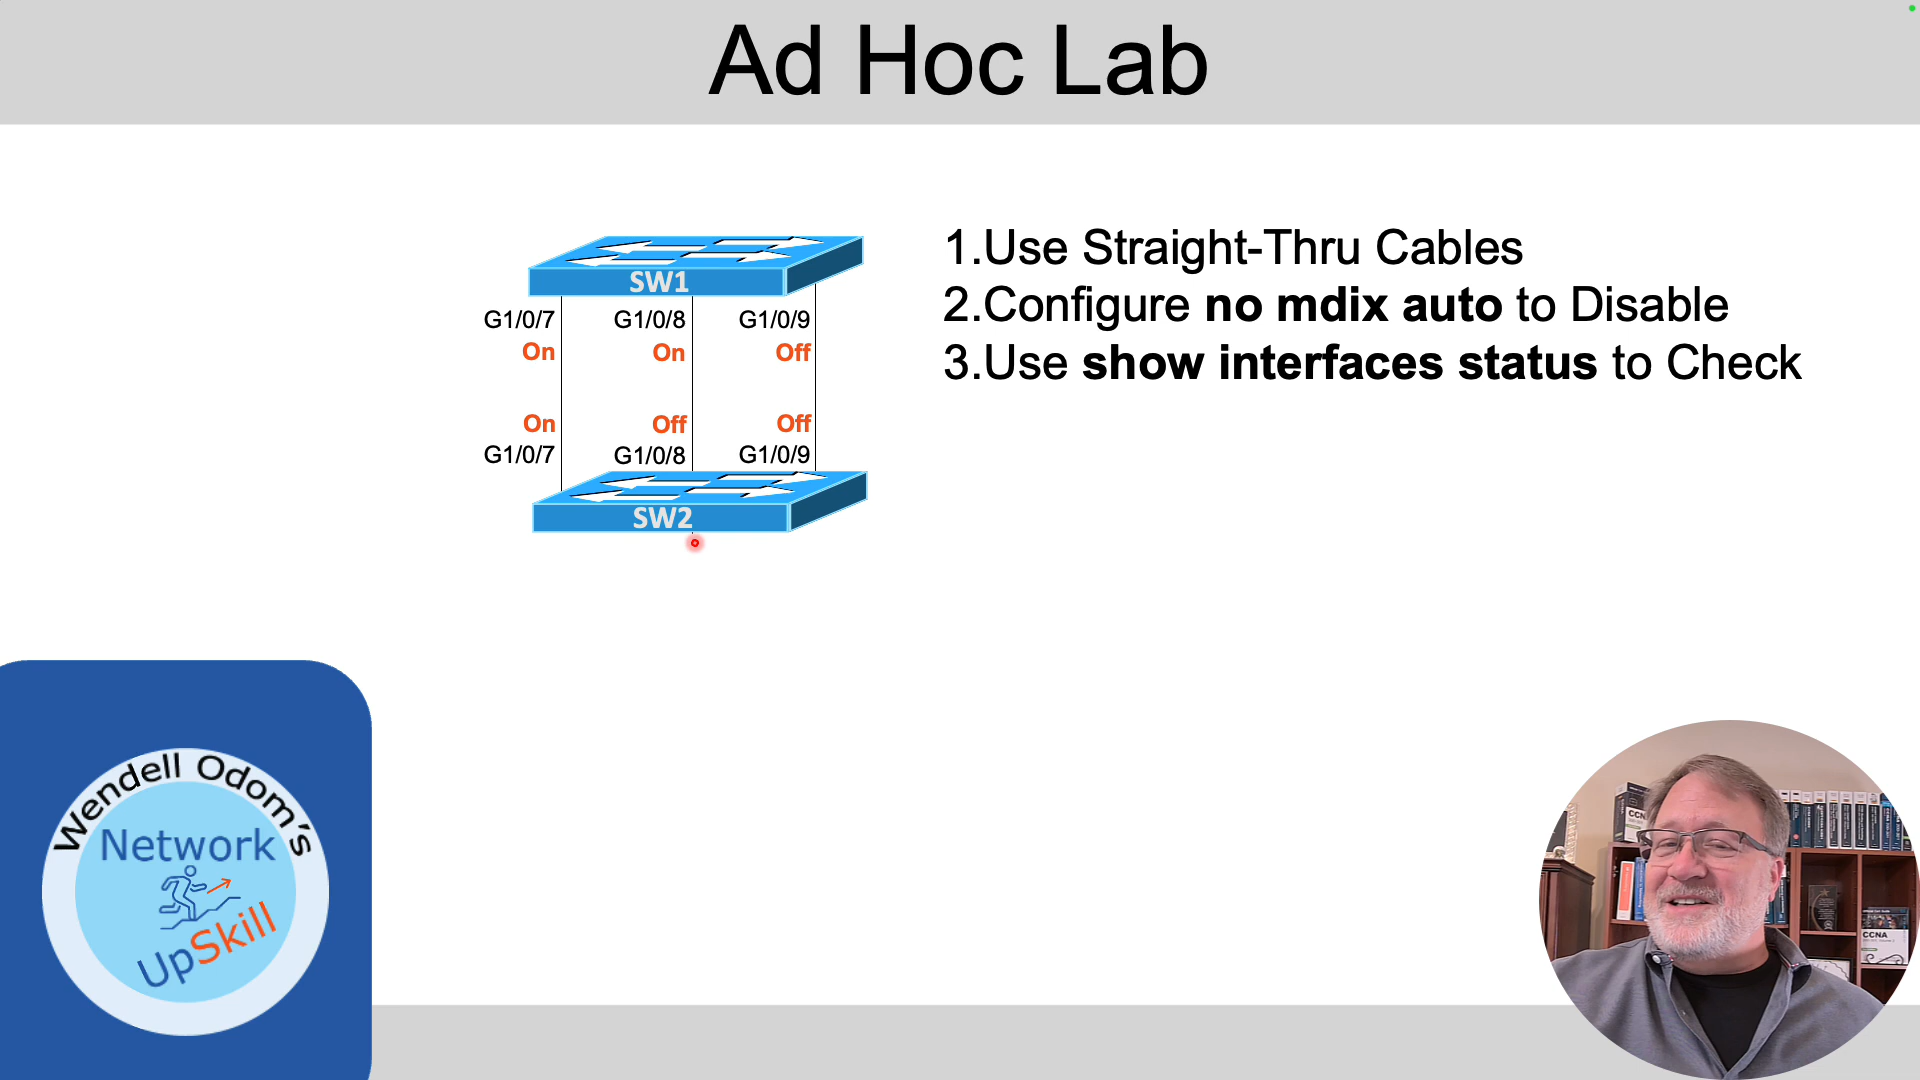 Ad Hoc Lab
SW1
G1/0/7 G1/0/8 G1/0/9
On On Off
On Off Off
G1/0/7 G1/0/8 G1/0/9
SW2
1.Use Straight-Thru Cables
2.Configure no mdix auto to Disable
3.Use show interfaces status to Check
Wendell Odom's
Network
UpSkill
CCN
CCNA